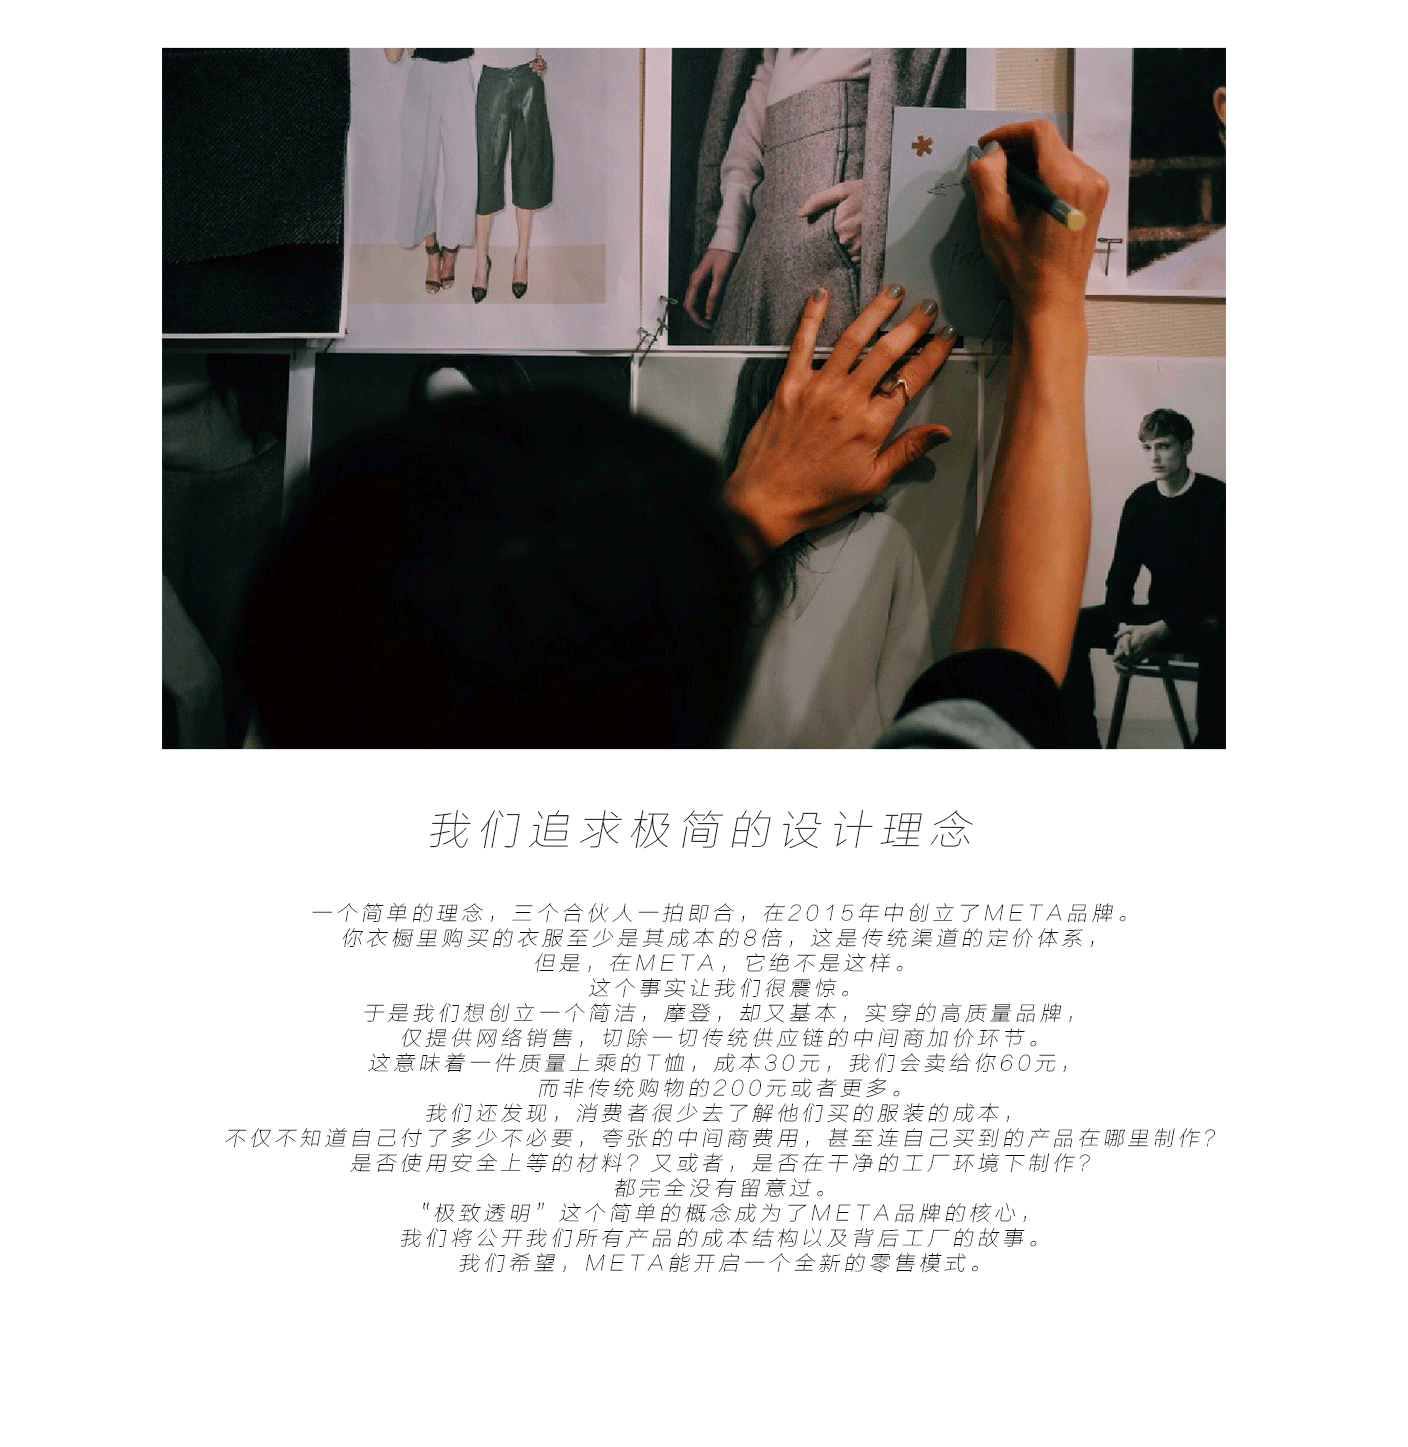 我们追求极简的设计理念
一个简单的理念，三个合伙人一拍即合，在2015年中创立了META品牌。
你衣橱里购买的衣服至少是其成本的8倍，这是传统渠道的定价体系，
但是，在META，它绝不是这样。
这个事实让我们很震惊。
于是我们想创立一个简洁，摩登，却又基本，实穿的高质量品牌，
仅提供网络销售，切除一切传统供应链的中间商加价环节。
这意味着一件质量上乘的T恤，成本30元，我们会卖给你60元，
而非传统购物的200元或者更多。
我们还发现，消费者很少去了解他们买的服装的成本，
不仅不知道自己付了多少不必要，夸张的中间商费用，甚至连自己买到的产品在哪里制作？
是否使用安全上等的材料？又或者，是否在干净的工厂环境下制作？
都完全没有留意过。
“极致透明”这个简单的概念成为了META品牌的核心，
我们将公开我们所有产品的成本结构以及背后工厂的故事。
我们希望，META能开启一个全新的零售模式。